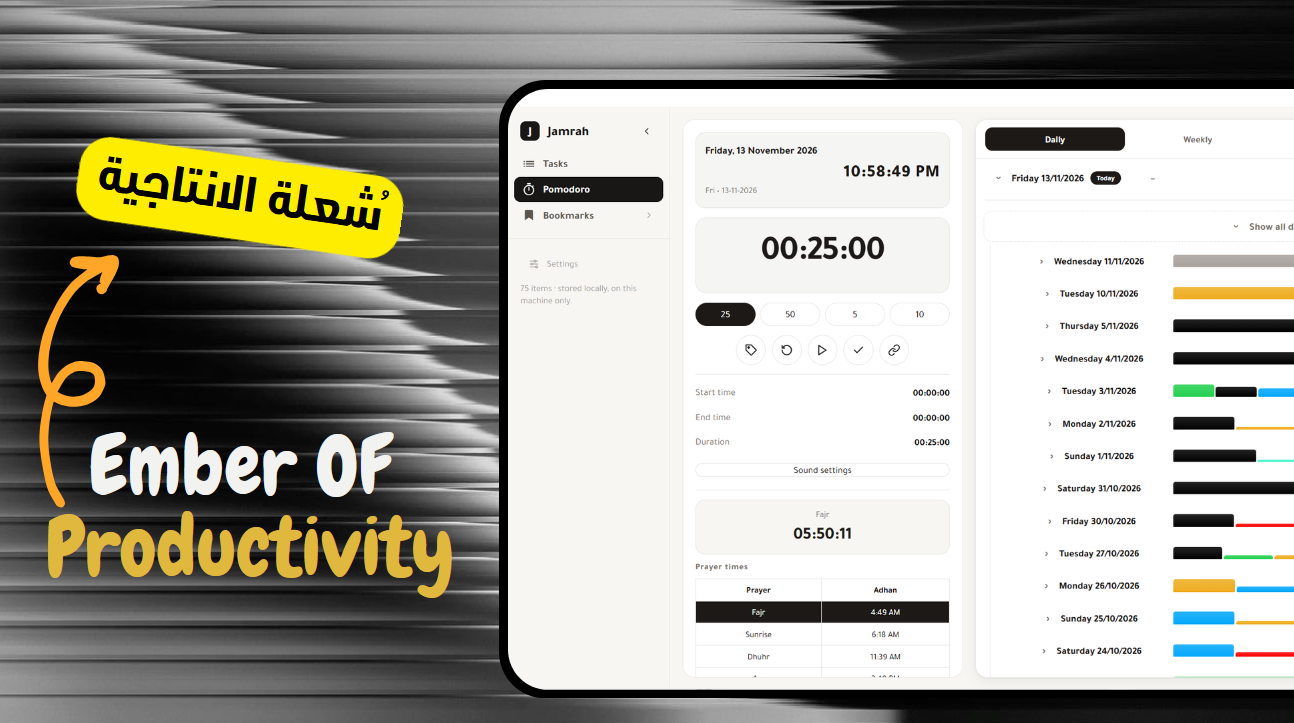 شُعلة الانتاجية
Ember OF
Productivity
J Jamrah
Tasks
Pomodoro
Bookmarks
Settings
75 items · stored locally, on this
machine only.
Friday, 13 November 2026
10:58:49 PM
Fri - 13-11-2026
00:25:00
25 50 5 10
Start time 00:00:00
End time 00:00:00
Duration 00:25:00
Sound settings
Fajr
05:50:11
Prayer times
Prayer Adhan
Fajr 4:49 AM
Sunrise 6:18 AM
Dhuhr 11:39 AM
Daily Weekly
Friday 13/11/2026 Today –
Show all d
Wednesday 11/11/2026
Tuesday 10/11/2026
Thursday 5/11/2026
Wednesday 4/11/2026
Tuesday 3/11/2026
Monday 2/11/2026
Sunday 1/11/2026
Saturday 31/10/2026
Friday 30/10/2026
Tuesday 27/10/2026
Monday 26/10/2026
Sunday 25/10/2026
Saturday 24/10/2026